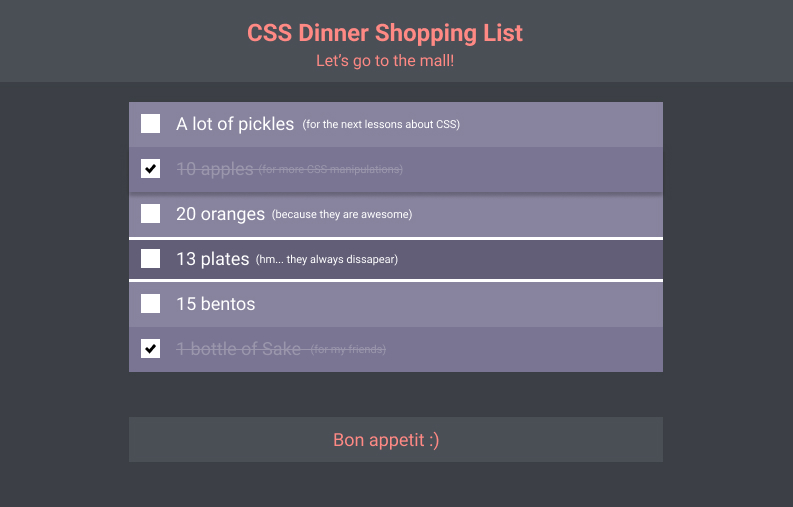 CSS Dinner Shopping List
Let's go to the mall!
A lot of pickles (for the next lessons about CSS)
10 apples (for more CSS manipulations)
20 oranges (because they are awesome)
13 plates (hm... they always dissapear)
15 bentos
1 bottle of Sake (for my friends)
Bon appetit :)